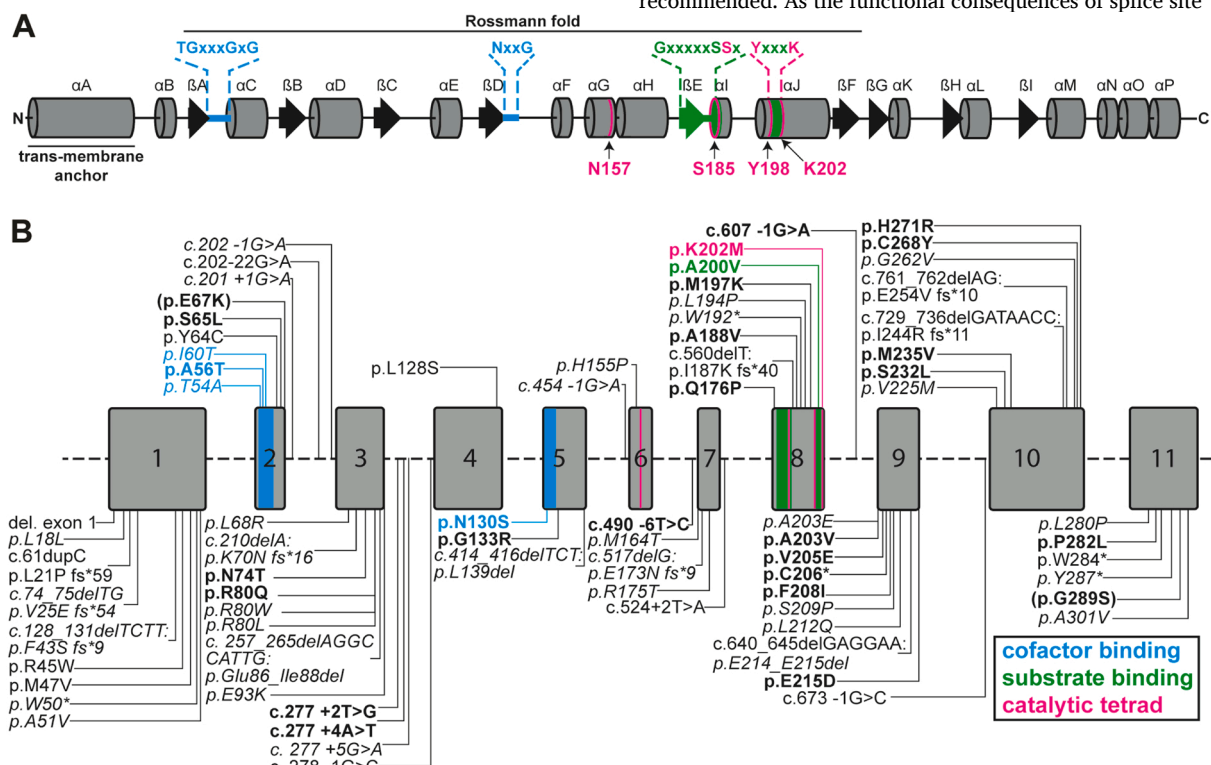 recommended. As the functional consequences of splice site
A
Rossmann fold
TGxxxGxG
NxxG
GxxxxxSSx
YxxxK
αA
αB
ßA
αC
ßB
αD
ßC
αE
ßD
αF
αG
αH
ßE
αI
αJ
ßF
ßG
αK
ßH
αL
ßI
αM
αN
αO
αP
N
C
trans-membrane
anchor
N157
S185
Y198
K202
B
c.202 -1G>A
c.202-22G>A
c.201 +1G>A
(p.E67K)
p.S65L
p.Y64C
p.I60T
p.A56T
p.T54A
p.L128S
p.H155P
c.454 -1G>A
c.607 -1G>A
p.K202M
p.A200V
p.M197K
p.L194P
p.W192*
p.A188V
c.560delT:
p.I187K fs*40
p.Q176P
p.H271R
p.C268Y
p.G262V
c.761_762delAG:
p.E254V fs*10
c.729_736delGATAACC:
p.I244R fs*11
p.M235V
p.S232L
p.V225M
1
2
3
4
5
6
7
8
9
10
11
del. exon 1
p.L18L
c.61dupC
p.L21P fs*59
c.74_75delTG
p.V25E fs*54
c.128_131delTCTT:
p.F43S fs*9
p.R45W
p.M47V
p.W50*
p.A51V
p.L68R
c.210delA:
p.K70N fs*16
p.N74T
p.R80Q
p.R80W
p.R80L
c. 257_265delAGGC
CATTG:
p.Glu86_Ile88del
p.E93K
c.277 +2T>G
c.277 +4A>T
c. 277 +5G>A
p.N130S
p.G133R
c.414_416delTCT:
p.L139del
c.490 -6T>C
p.M164T
c.517delG:
p.E173N fs*9
p.R175T
c.524+2T>A
p.A203E
p.A203V
p.V205E
p.C206*
p.F208I
p.S209P
p.L212Q
c.640_645delGAGGAA:
p.E214_E215del
p.E215D
c.673 -1G>C
p.L280P
p.P282L
p.W284*
p.Y287*
(p.G289S)
p.A301V
cofactor binding
substrate binding
catalytic tetrad